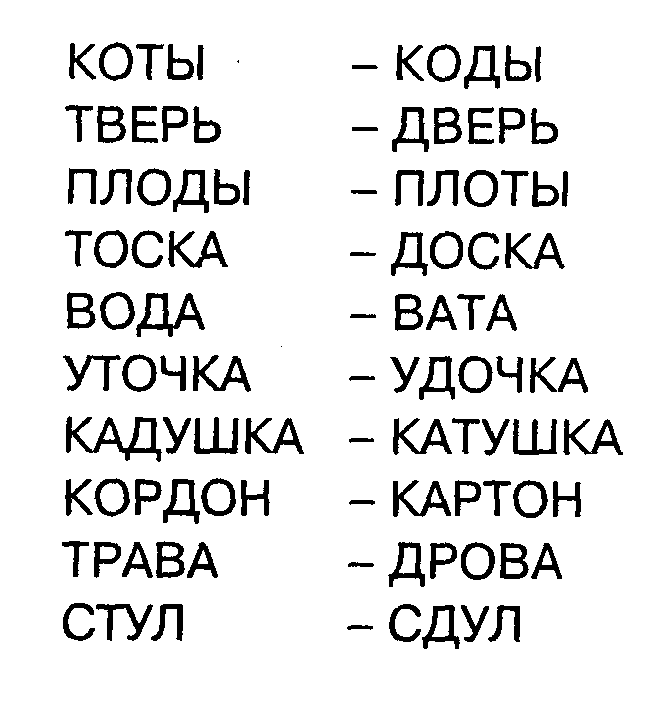 КОТЫ – КОДЫ
ТВЕРЬ – ДВЕРЬ
ПЛОДЫ – ПЛОТЫ
ТОСКА – ДОСКА
ВОДА – ВАТА
УТОЧКА – УДОЧКА
КАДУШКА – КАТУШКА
КОРДОН – КАРТОН
ТРАВА – ДРОВА
СТУЛ – СДУЛ